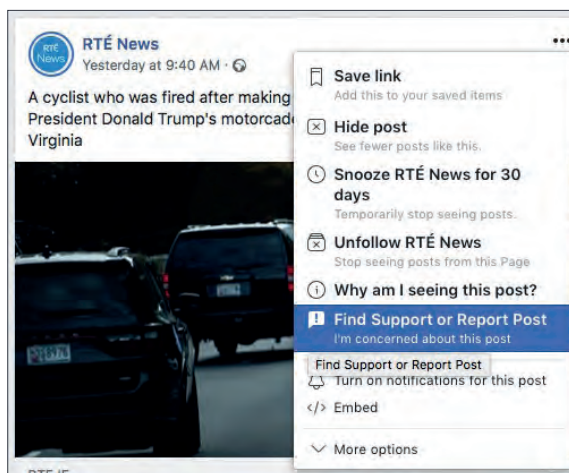 RTÉ News
RTÉ News
Yesterday at 9:40 AM ·
A cyclist who was fired after making
President Donald Trump's motorcade
Virginia
Save link
Add this to your saved items
Hide post
See fewer posts like this.
Snooze RTÉ News for 30
days
Temporarily stop seeing posts.
Unfollow RTÉ News
Stop seeing posts from this Page
Why am I seeing this post?
Find Support or Report Post
I'm concerned about this post
Find Support or Report Post
Turn on notifications for this post
</> Embed
More options